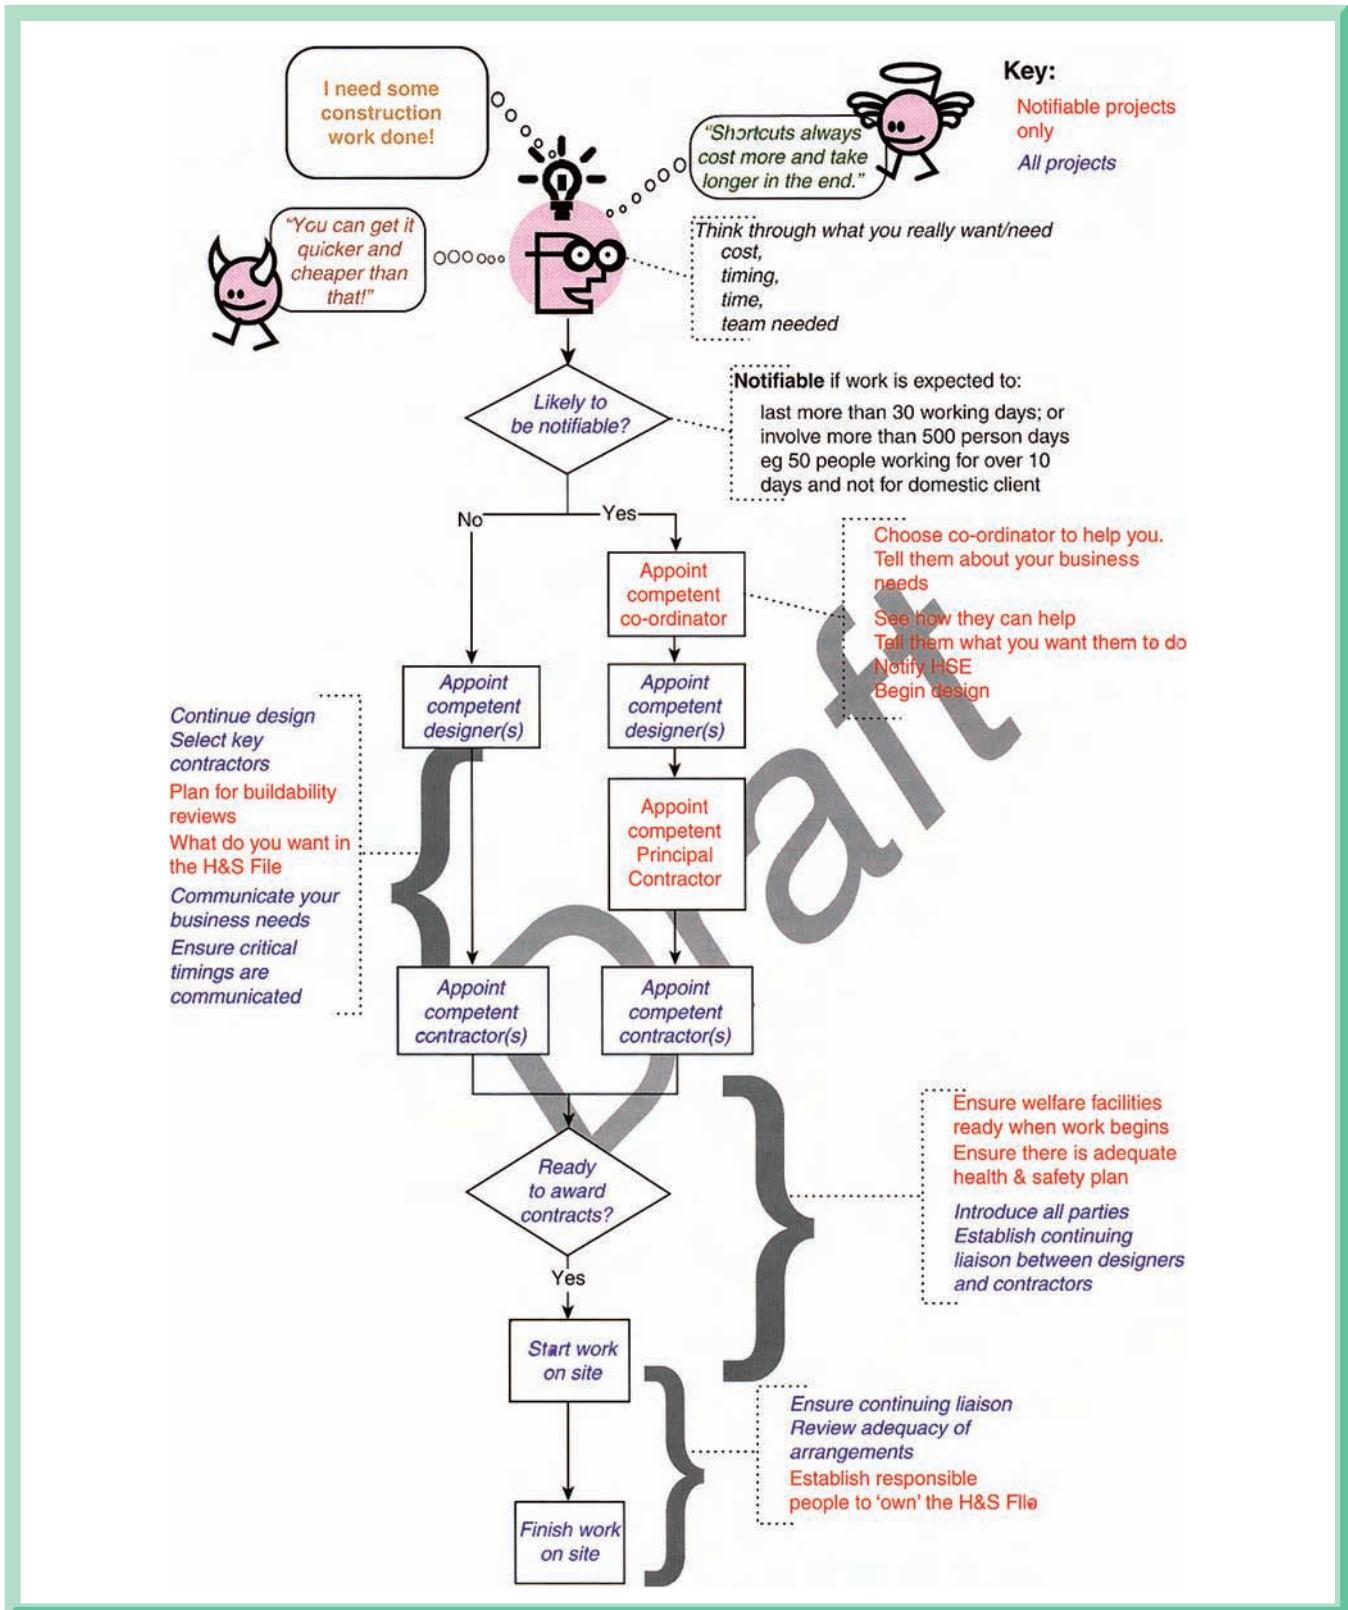 I need some
construction
work done!
"Shortcuts always
cost more and take
longer in the end."
Key:
Notifiable projects
only
All projects
"You can get it
quicker and
cheaper than
that!"
Think through what you really want/need
cost,
timing,
time,
team needed
Likely to
be notifiable?
Notifiable if work is expected to:
last more than 30 working days; or
involve more than 500 person days
eg 50 people working for over 10
days and not for domestic client
No
Yes
Appoint
competent
co-ordinator
Choose co-ordinator to help you.
Tell them about your business
needs
See how they can help
Tell them what you want them to do
Notify HSE
Begin design
Appoint
competent
designer(s)
Appoint
competent
designer(s)
Continue design
Select key
contractors
Plan for buildability
reviews
What do you want in
the H&S File
Communicate your
business needs
Ensure critical
timings are
communicated
Appoint
competent
Principal
Contractor
Appoint
competent
contractor(s)
Appoint
competent
contractor(s)
Draft
Ready
to award
contracts?
Yes
Ensure welfare facilities
ready when work begins
Ensure there is adequate
health & safety plan
Introduce all parties
Establish continuing
liaison between designers
and contractors
Start work
on site
Ensure continuing liaison
Review adequacy of
arrangements
Establish responsible
people to 'own' the H&S File
Finish work
on site